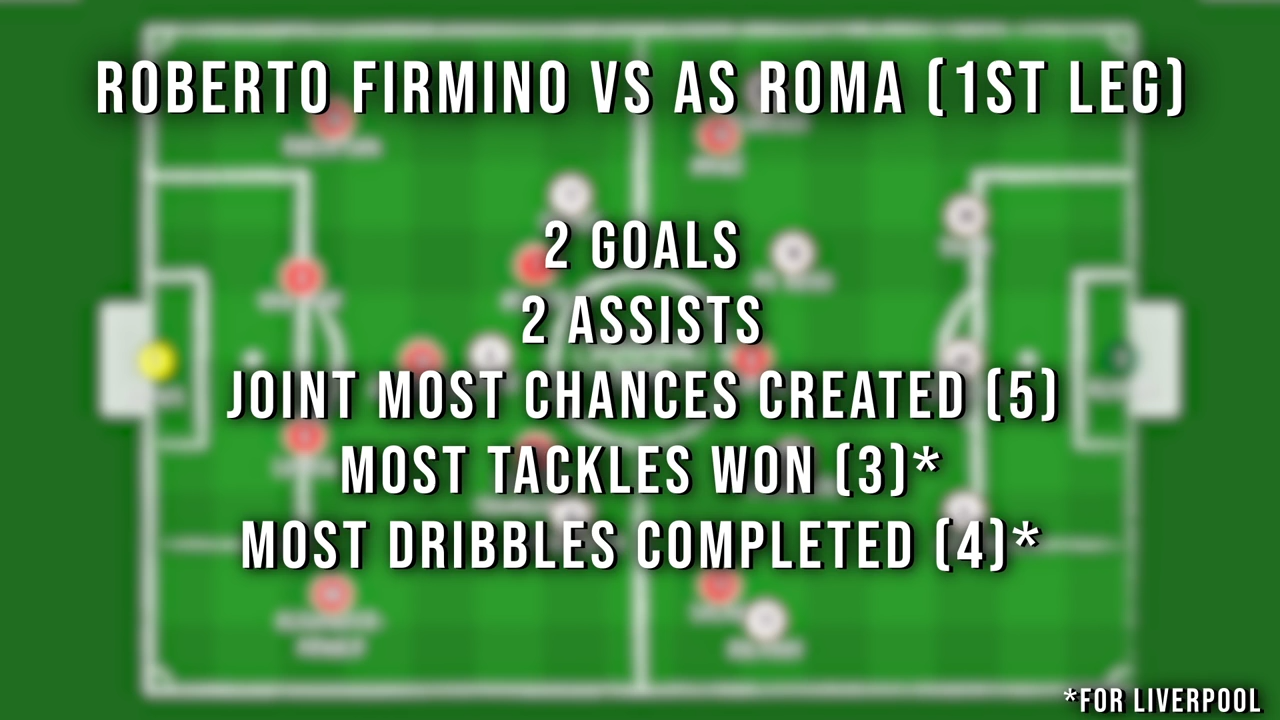 ROBERTO FIRMINO VS AS ROMA (1ST LEG)
2 GOALS
2 ASSISTS
JOINT MOST CHANCES CREATED (5)
MOST TACKLES WON (3)*
MOST DRIBBLES COMPLETED (4)*
*FOR LIVERPOOL